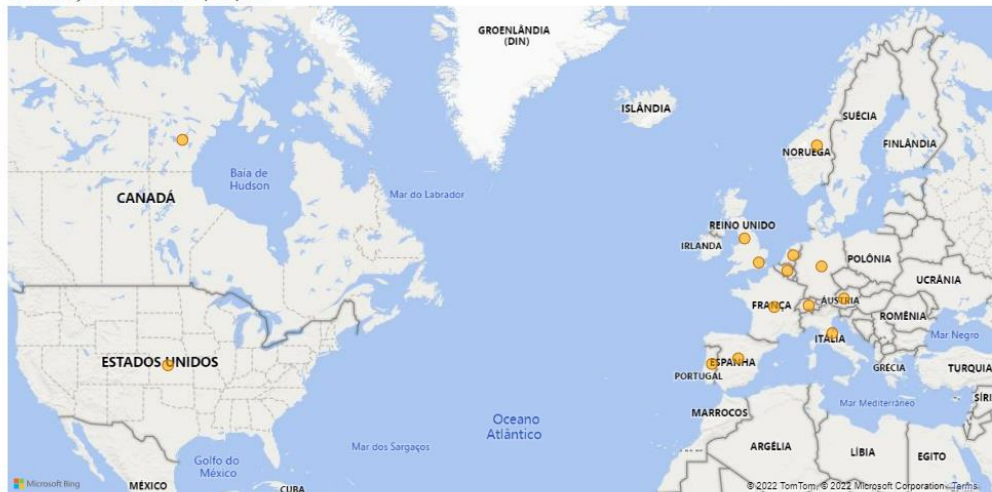 GROENLÂNDIA
(DIN)
ISLÂNDIA
SUÉCIA
NORUEGA
FINLÂNDIA
Baía de
Hudson
Mar do Labrador
CANADÁ
REINO UNIDO
IRLANDA
POLÔNIA
UCRÂNIA
FRANÇA
ÁUSTRIA
ROMÊNIA
Mar Negro
ITÁLIA
ESTADOS UNIDOS
ESPANHA
PORTUGAL
GRÉCIA
TURQUIA
SÍRI
Mar Mediterrâneo
MARROCOS
Oceano
Atlântico
Mar dos Sargaços
ARGÉLIA
LÍBIA
EGITO
Golfo do
México
MÉXICO
CUBA
Microsoft Bing
© 2022 TomTom, © 2022 Microsoft Corporation Terms